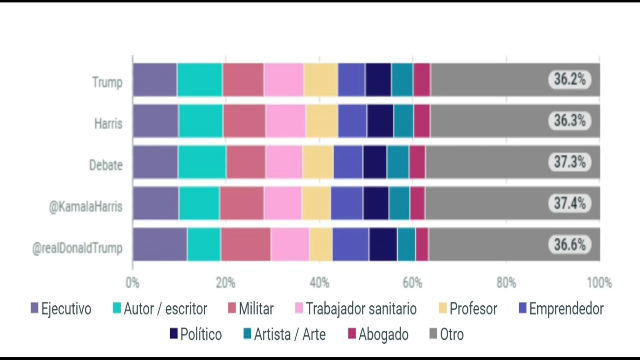 Trump 36.2%
Harris 36.3%
Debate 37.3%
@KamalaHarris 37.4%
@realDonaldTrump 36.6%
0% 20% 40% 60% 80% 100%
Ejecutivo Autor / escritor Militar Trabajador sanitario Profesor Emprendedor
Político Artista / Arte Abogado Otro